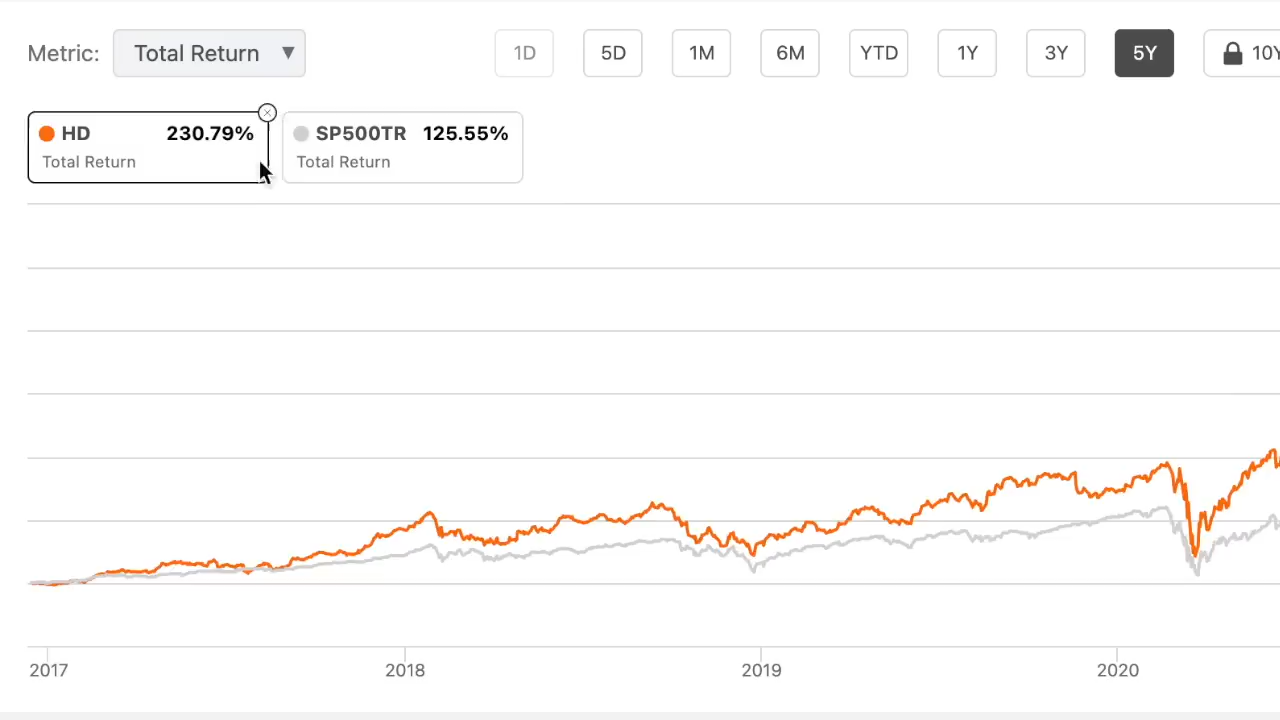 Metric: Total Return ▼ 1D 5D 1M 6M YTD 1Y 3Y 5Y 10Y
HD 230.79% SP500TR 125.55%
Total Return Total Return
2017 2018 2019 2020